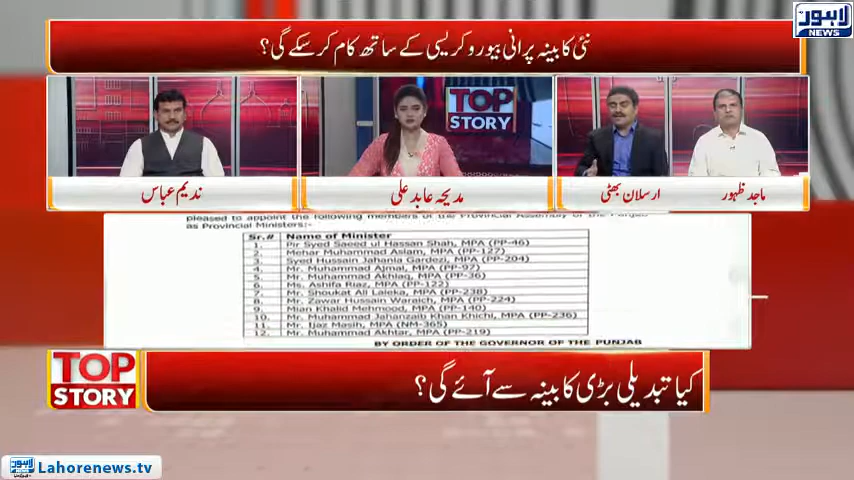 لاہور
NEWS
نئی کابینہ پرانی بیوروکریسی کے ساتھ کام کرسکے گی؟
TOP
STORY
ندیم عباس
مدیحہ عابد علی
ارسلان بھٹی
ماجد ظہور
pleased to appoint the following members of the Provincial Assembly of the Punjab
as Provincial Ministers:-
Sr.# Name of Minister
1. Pir Syed Saeed ul Hassan Shah, MPA (PP-46)
2. Mehar Muhammad Aslam, MPA (PP-127)
3. Syed Hussain Jahania Gardezi, MPA (PP-204)
4. Mr. Muhammad Ajmal, MPA (PP-97)
5. Mr. Muhammad Akhlaq, MPA (PP-36)
6. Ms. Ashifa Riaz, MPA (PP-122)
7. Mr. Shoukat Ali Laleka, MPA (PP-238)
8. Mr. Zawar Hussain Waraich, MPA (PP-224)
9. Mian Khalid Mehmood, MPA (PP-140)
10. Mr. Muhammad Jahanzaib Khan Khichi, MPA (PP-236)
11. Mr. Ijaz Masih, MPA (NM-365)
12. Mr. Muhammad Akhtar, MPA (PP-219)
BY ORDER OF THE GOVERNOR OF THE PUNJAB
TOP
STORY
کیا تبدیلی بڑی کابینہ سے آئے گی؟
لاہور
Lahorenews.tv